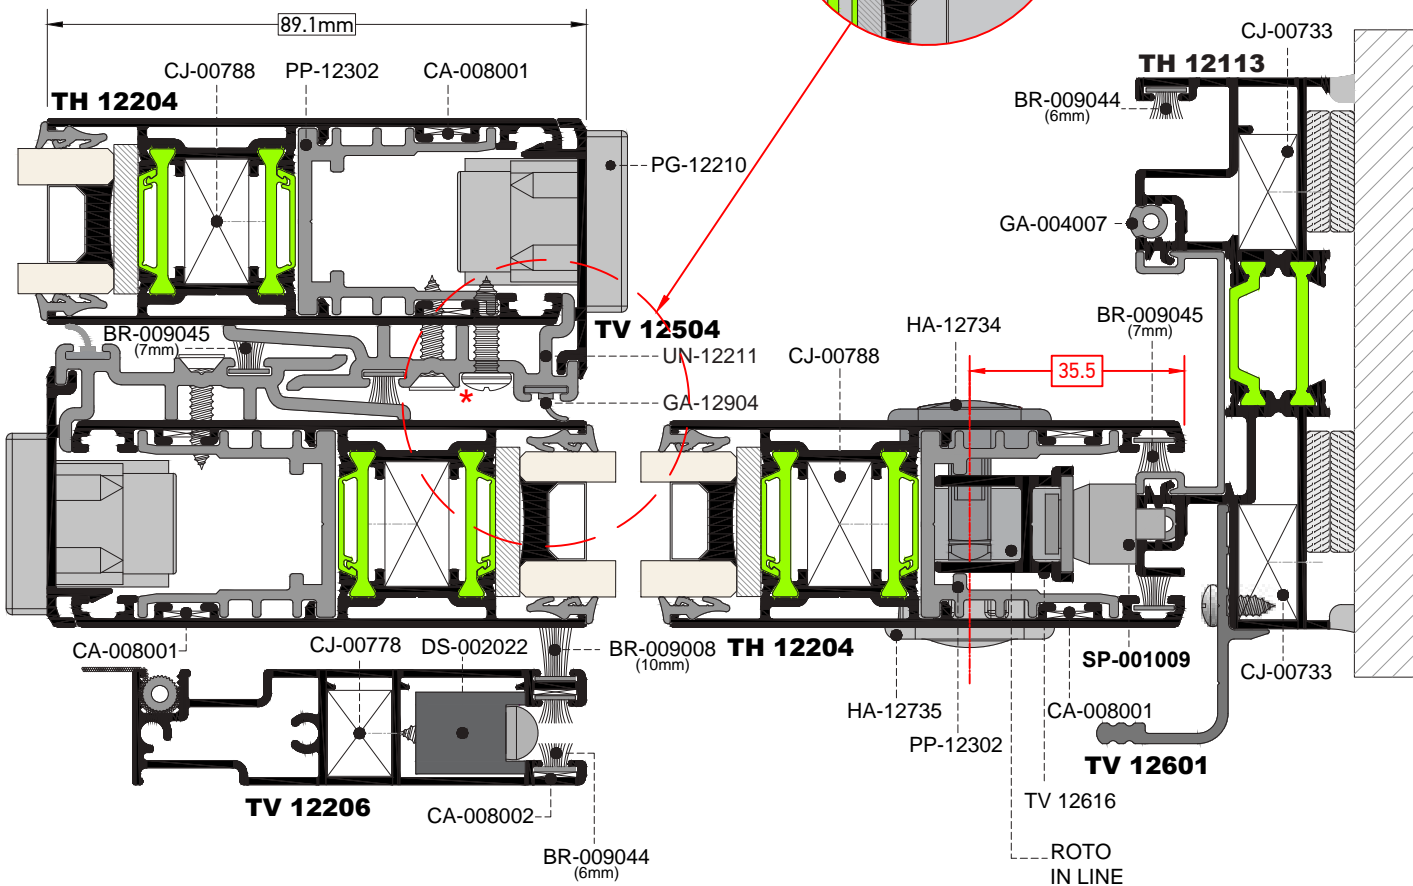 89.1mm
CJ-00788
PP-12302
CA-008001
TH 12204
PG-12210
CJ-00733
TH 12113
BR-009044
(6mm)
GA-004007
BR-009045
(7mm)
TV 12504
UN-12211
GA-12904
*
HA-12734
CJ-00788
BR-009045
(7mm)
35.5
CA-008001
CJ-00778
DS-002022
BR-009008
(10mm)
TH 12204
SP-001009
CJ-00733
HA-12735
PP-12302
CA-008001
TV 12601
TV 12206
CA-008002
TV 12616
BR-009044
(6mm)
ROTO
IN LINE